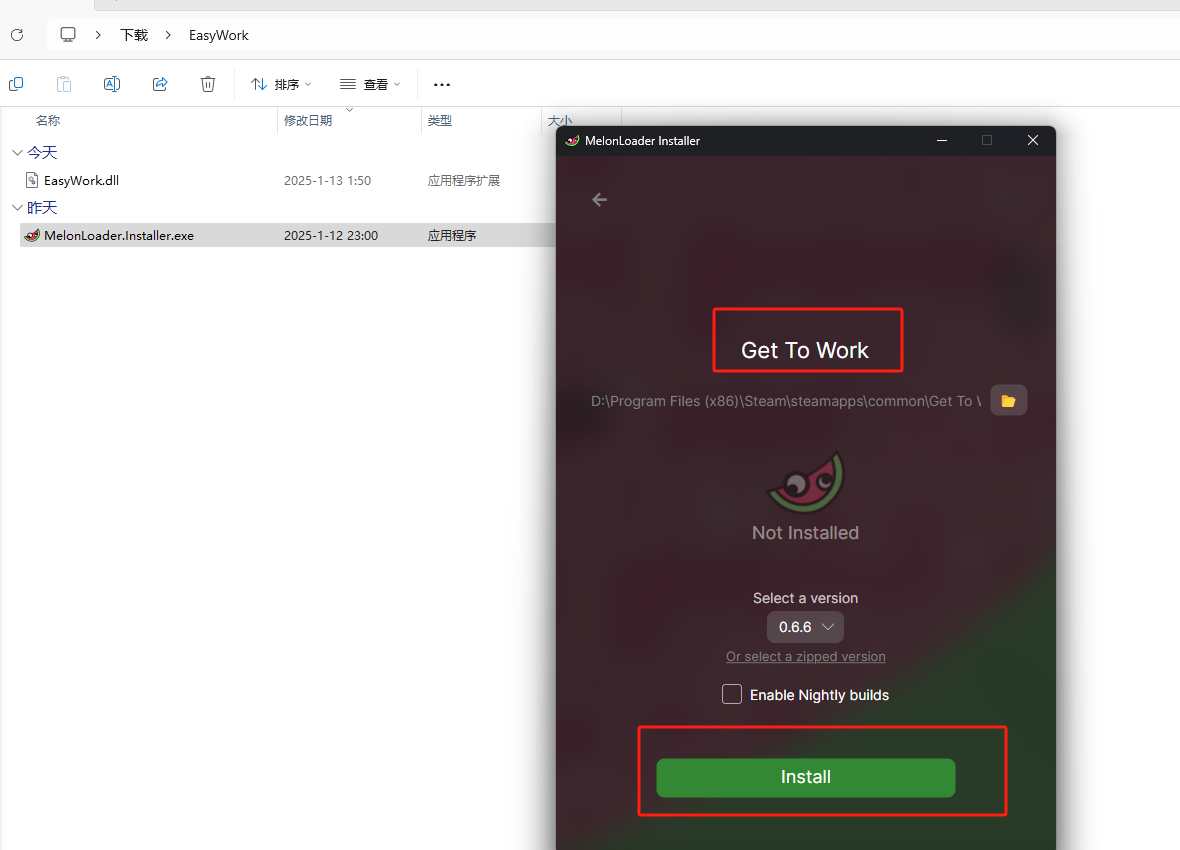 下载
EasyWork
排序
查看
名称
修改日期
类型
大小
今天
EasyWork.dll
2025-1-13 1:50
应用程序扩展
昨天
MelonLoader.Installer.exe
2025-1-12 23:00
应用程序
MelonLoader Installer
Get To Work
D:\Program Files (x86)\Steam\steamapps\common\Get To \
Not Installed
Select a version
0.6.6
Or select a zipped version
Enable Nightly builds
Install